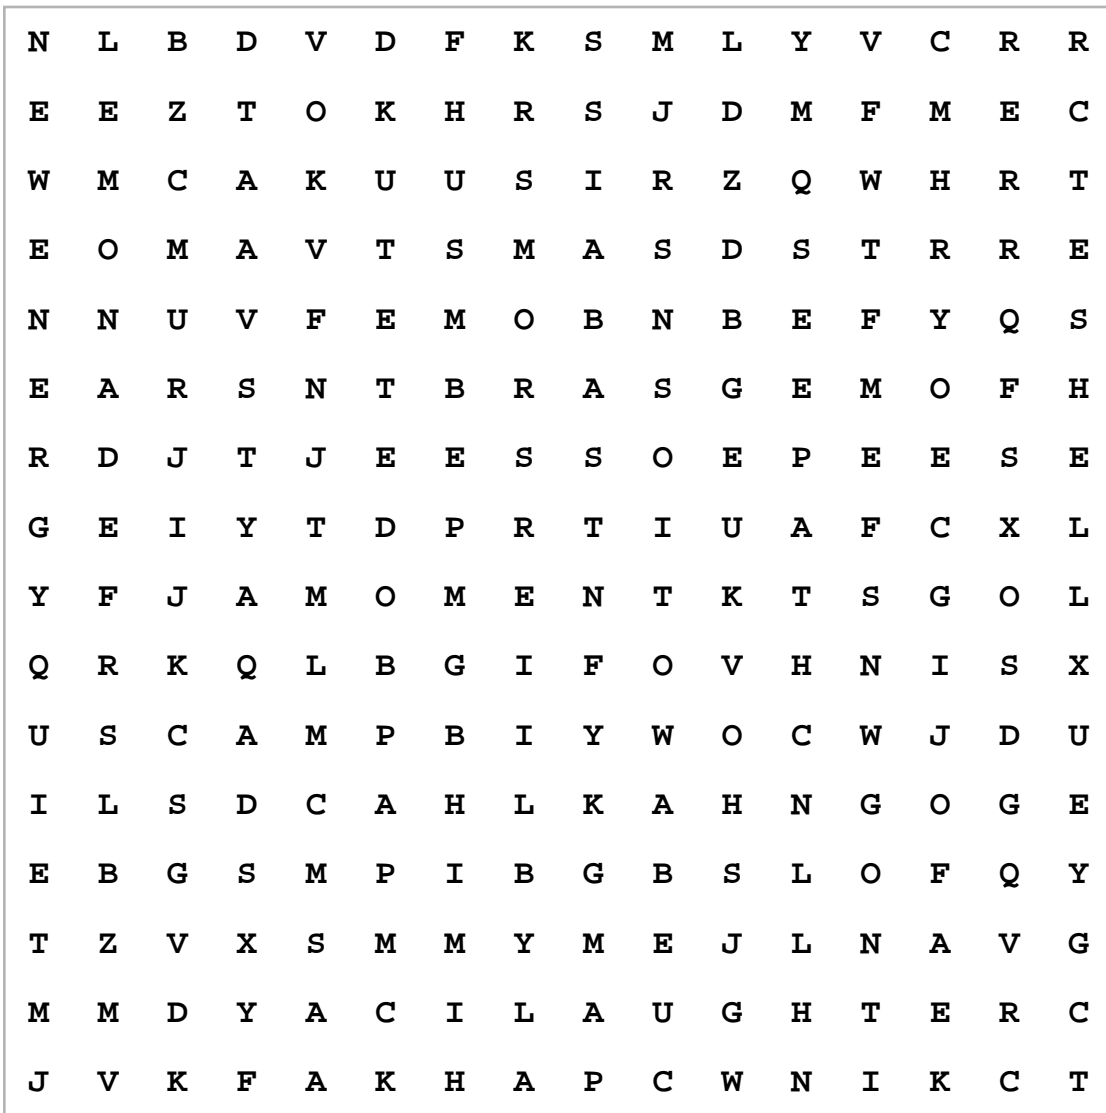 N L B D V D F K S M L Y V C R R
E E Z T O K H R S J D M F M E C
W M C A K U U S I R Z Q W H R T
E O M A V T S M A S D S T R R E
N N U V F E M O B N B E F Y Q S
E A R S N T B R A S G E M O F H
R D J T J E E S S O E P E E S E
G E I Y T D P R T I U A F C X L
Y F J A M O M E N T K T S G O L
Q R K Q L B G I F O V H N I S X
U S C A M P B I Y W O C W J D U
I L S D C A H L K A H N G O G E
E B G S M P I B G B S L O F Q Y
T Z V X S M M Y M E J L N A V G
M M D Y A C I L A U G H T E R C
J V K F A K H A P C W N I K C T